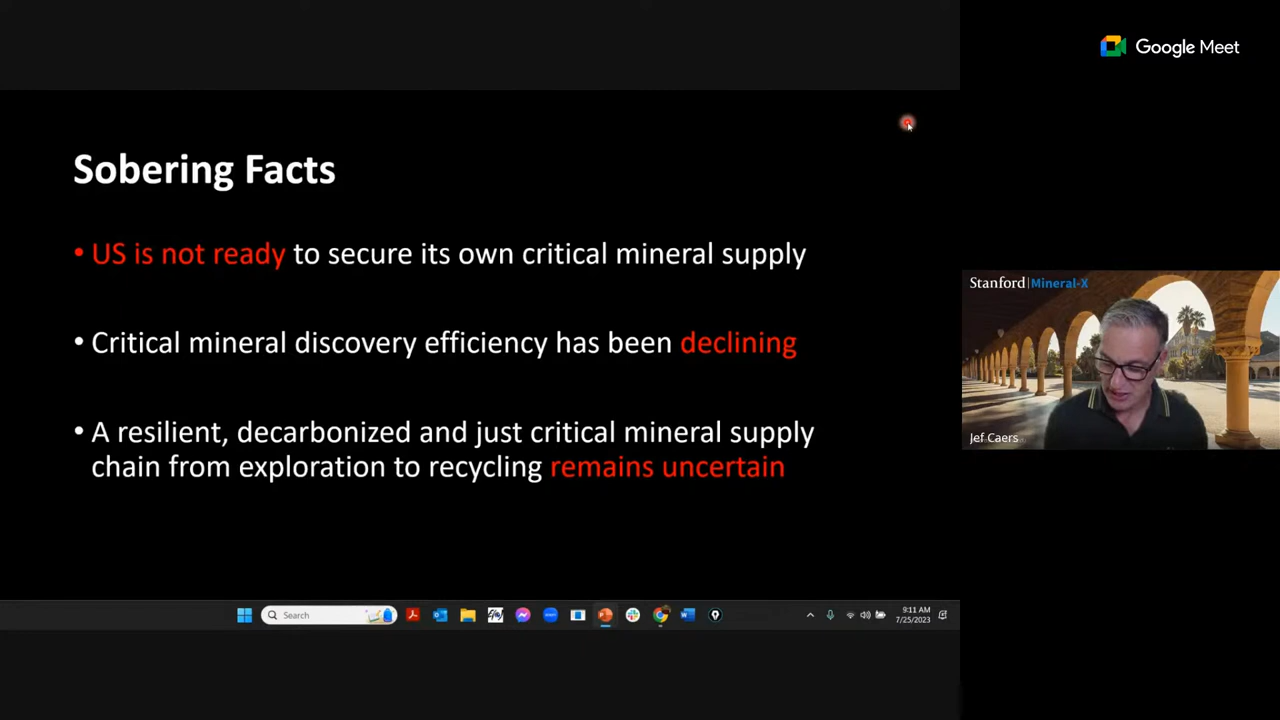 Google Meet
Sobering Facts
• US is not ready to secure its own critical mineral supply
• Critical mineral discovery efficiency has been declining
• A resilient, decarbonized and just critical mineral supply
chain from exploration to recycling remains uncertain
Stanford | Mineral-X
Jef Caers
Search
9:11 AM
7/25/2023